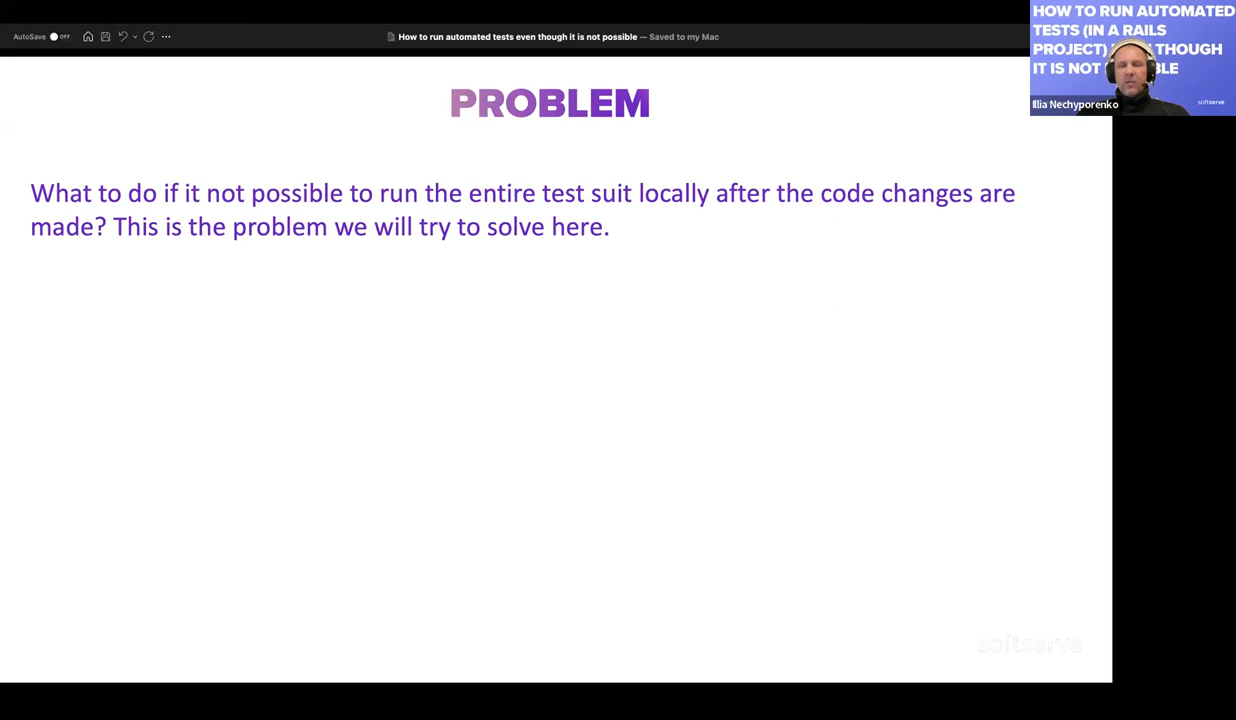 AutoSave OFF
How to run automated tests even though it is not possible — Saved to my Mac
HOW TO RUN AUTOMATED
TESTS (IN A RAILS
PROJECT) THOUGH
IT IS NOT
Illia Nechyporenko
softserve
PROBLEM
What to do if it not possible to run the entire test suit locally after the code changes are
made? This is the problem we will try to solve here.
softserve